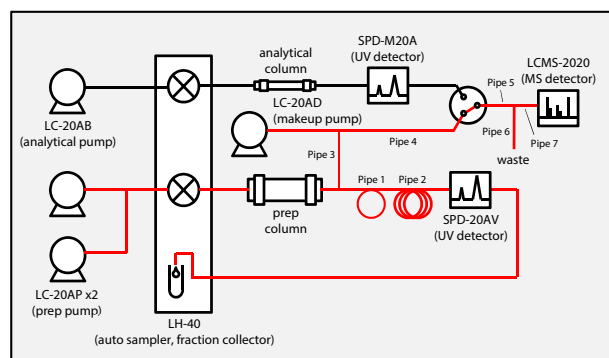 SPD-M20A
(UV detector)
analytical
column
LCMS-2020
(MS detector)
Pipe 5
LC-20AB
(analytical pump)
LC-20AD
(makeup pump)
Pipe 4
Pipe 6
Pipe 7
waste
Pipe 3
Pipe 1
Pipe 2
prep
column
SPD-20AV
(UV detector)
LC-20AP x2
(prep pump)
LH-40
(auto sampler, fraction collector)